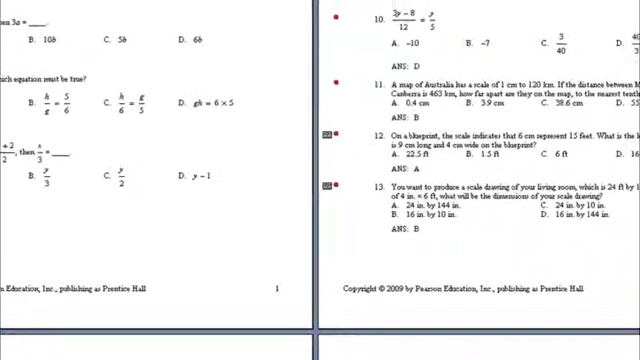 en 3a = ____.
B. 10b C. 5b D. 6b
ich equation must be true?
B. h/g = 5/6 C. h/6 = g/5 D. gh = 6 × 5
+2/2, then x/3 = ____.
B. y/3 C. y/2 D. y − 1
n Education, Inc., publishing as Prentice Hall 1
10. (3y − 8)/12 = y/5
A. −10 B. −7 C. 3/40 D. 40/3
ANS: D
11. A map of Australia has a scale of 1 cm to 120 km. If the distance between M
Canberra is 463 km, how far apart are they on the map, to the nearest tenth
A. 0.4 cm B. 3.9 cm C. 38.6 cm D. 55
ANS: B
12. On a blueprint, the scale indicates that 6 cm represent 15 feet. What is the l
is 9 cm long and 4 cm wide on the blueprint?
A. 22.5 ft B. 1.5 ft C. 6 ft D. 16
ANS: A
13. You want to produce a scale drawing of your living room, which is 24 ft by 1
of 4 in. = 6 ft, what will be the dimensions of your scale drawing?
A. 24 in. by 144 in. C. 24 in. by 10 in.
B. 16 in. by 10 in. D. 16 in. by 144 in.
ANS: B
Copyright © 2009 by Pearson Education, Inc., publishing as Prentice Hall